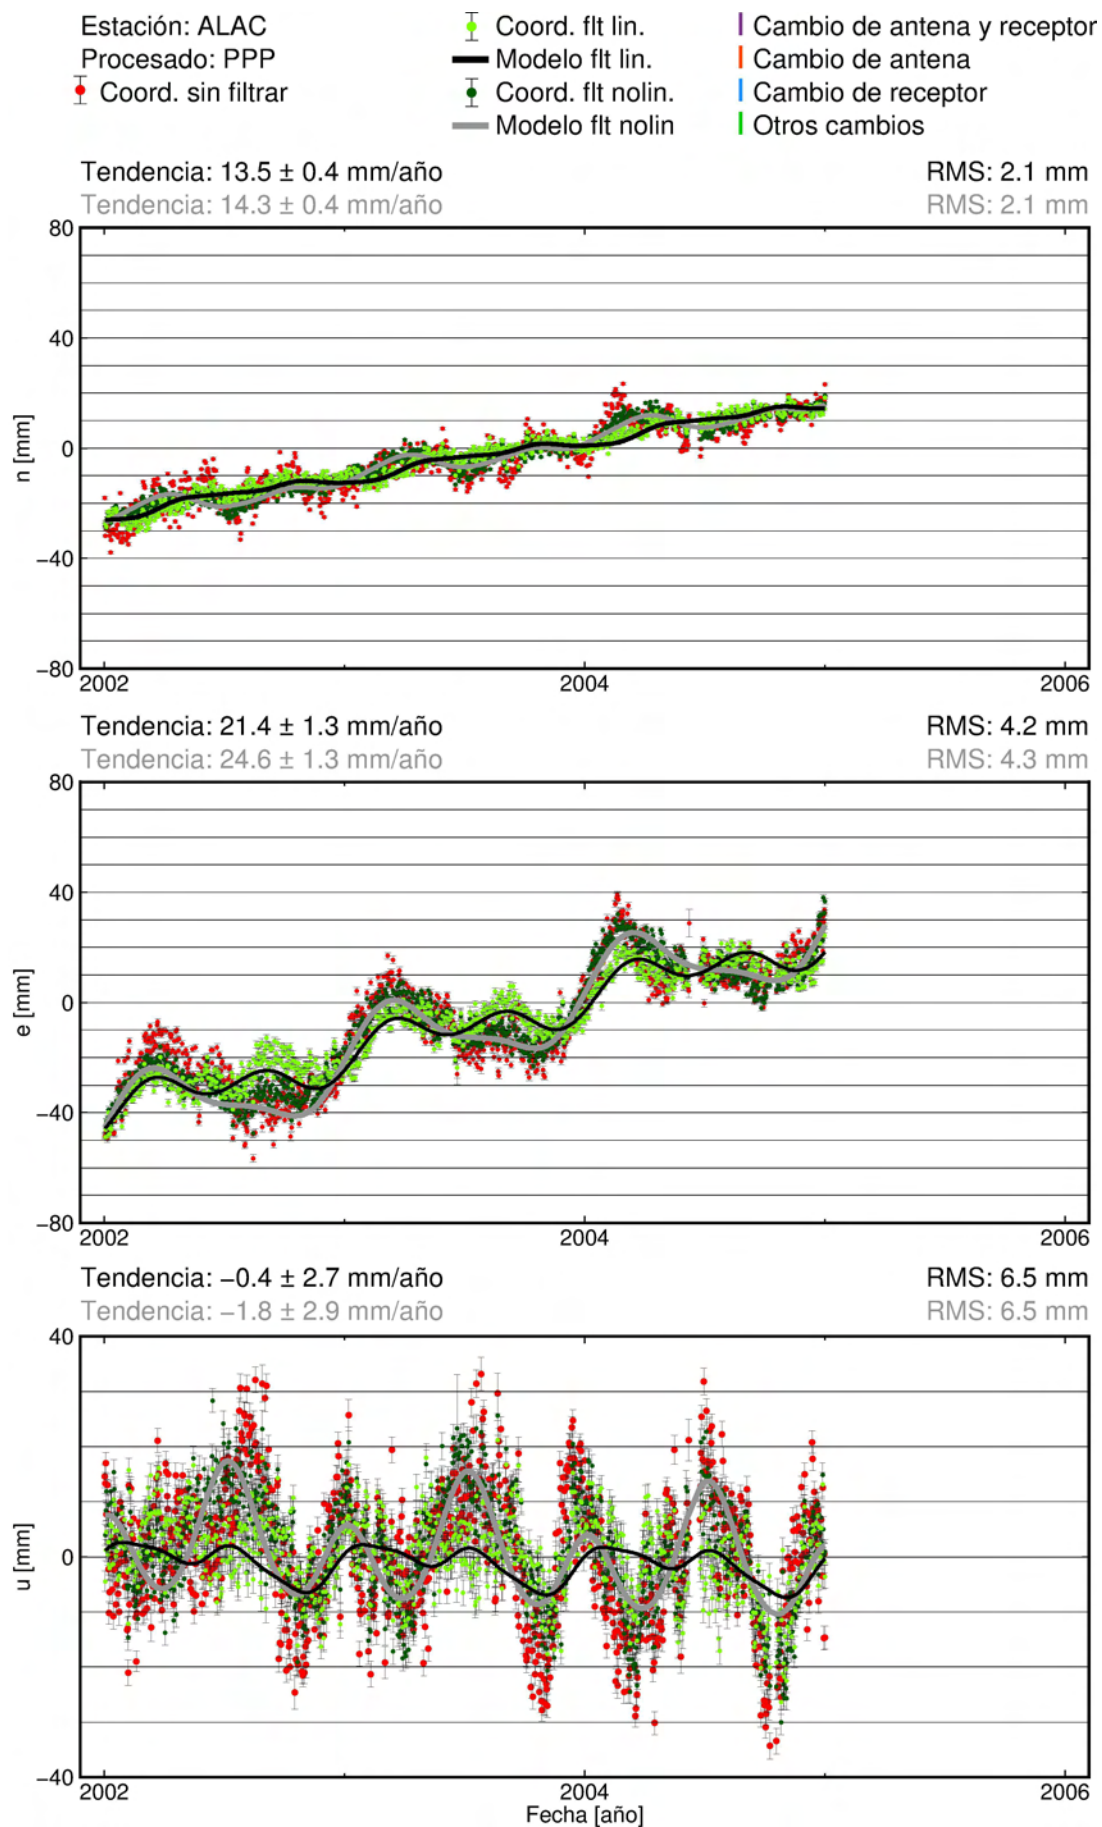 Estación: ALAC
Procesado: PPP
Coord. sin filtrar
Coord. flt lin.
Modelo flt lin.
Coord. flt nolin.
Modelo flt nolin
Cambio de antena y receptor
Cambio de antena
Cambio de receptor
Otros cambios
Tendencia: 13.5 ± 0.4 mm/año RMS: 2.1 mm
Tendencia: 14.3 ± 0.4 mm/año RMS: 2.1 mm
80
40
0
−40
−80
n [mm]
2002 2004 2006
Tendencia: 21.4 ± 1.3 mm/año RMS: 4.2 mm
Tendencia: 24.6 ± 1.3 mm/año RMS: 4.3 mm
80
40
0
−40
−80
e [mm]
2002 2004 2006
Tendencia: −0.4 ± 2.7 mm/año RMS: 6.5 mm
Tendencia: −1.8 ± 2.9 mm/año RMS: 6.5 mm
40
0
−40
u [mm]
2002 2004 2006
Fecha [año]